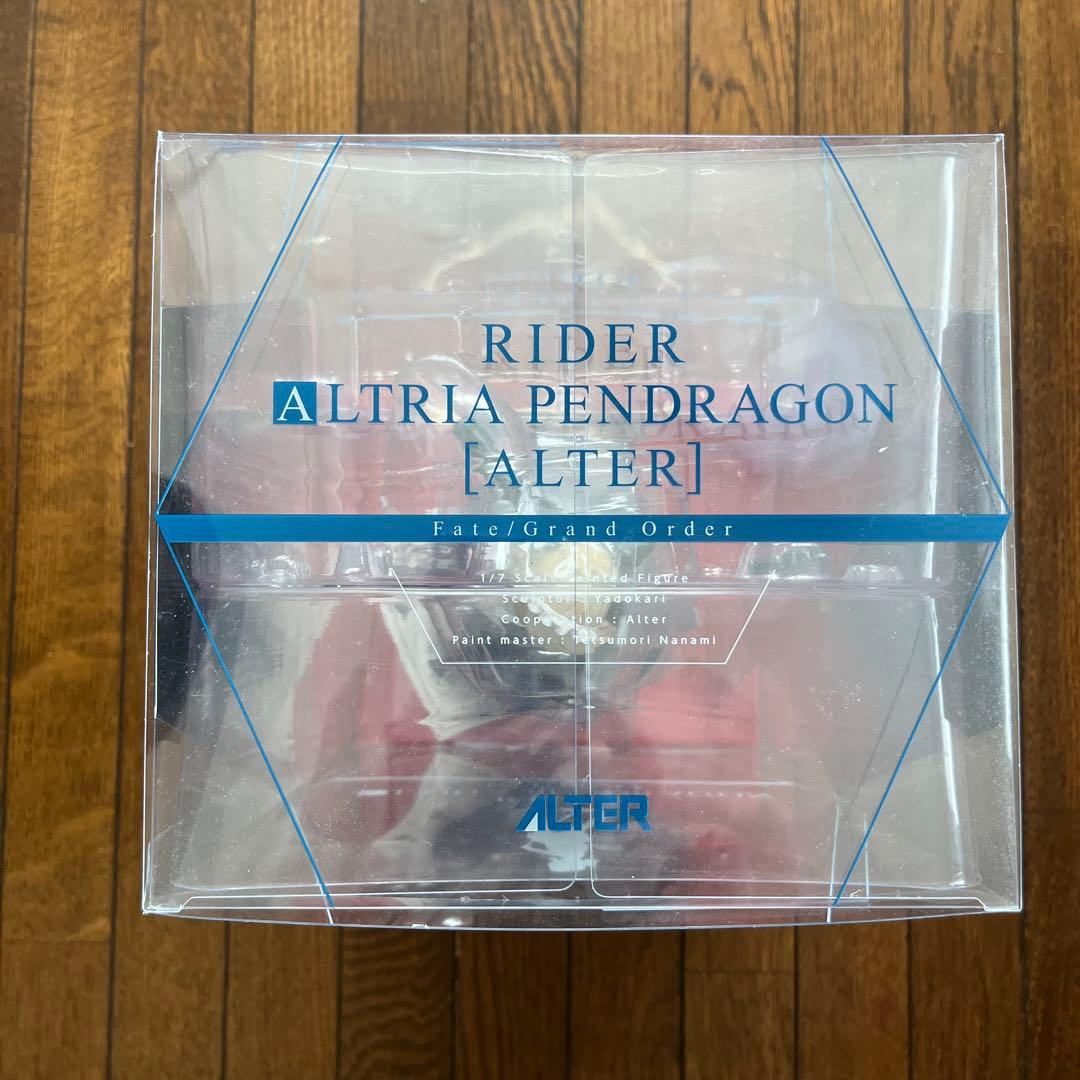 RIDER
ALTRIA PENDRAGON
[ALTER]
Fate/Grand Order
1/7 Scale Painted Figure
Sculptor : Yadokari
Cooperation : Alter
Paint master : Tetsumori Nanami
ALTER